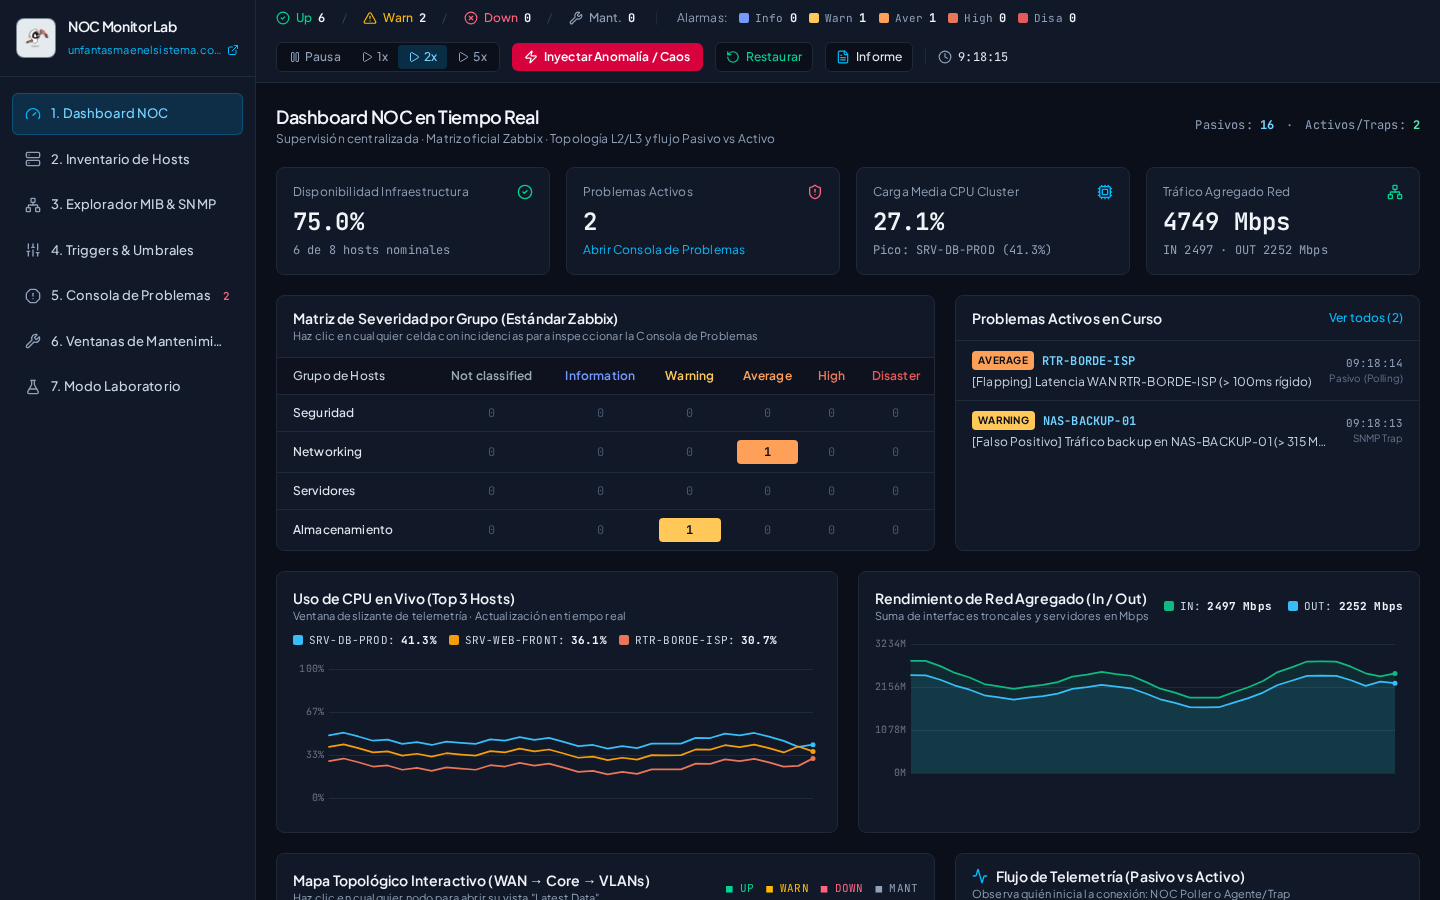 NOC MonitorLab
unfantasmaenelsistema.co...
1. Dashboard NOC
2. Inventario de Hosts
3. Explorador MIB & SNMP
4. Triggers & Umbrales
5. Consola de Problemas 2
6. Ventanas de Mantenimi...
7. Modo Laboratorio
Up 6 / Warn 2 / Down 0 / Mant. 0 Alarmas: Info 0 Warn 1 Aver 1 High 0 Disa 0
Pausa 1x 2x 5x Inyectar Anomalía / Caos Restaurar Informe 9:18:15
Dashboard NOC en Tiempo Real
Supervisión centralizada · Matriz oficial Zabbix · Topología L2/L3 y flujo Pasivo vs Activo
Pasivos: 16 · Activos/Traps: 2
Disponibilidad Infraestructura
75.0%
6 de 8 hosts nominales
Problemas Activos
2
Abrir Consola de Problemas
Carga Media CPU Cluster
27.1%
Pico: SRV-DB-PROD (41.3%)
Tráfico Agregado Red
4749 Mbps
IN 2497 · OUT 2252 Mbps
Matriz de Severidad por Grupo (Estándar Zabbix)
Haz clic en cualquier celda con incidencias para inspeccionar la Consola de Problemas
Grupo de Hosts Not classified Information Warning Average High Disaster
Seguridad 0 0 0 0 0 0
Networking 0 0 0 1 0 0
Servidores 0 0 0 0 0 0
Almacenamiento 0 0 1 0 0 0
Problemas Activos en Curso Ver todos (2)
AVERAGE RTR-BORDE-ISP 09:18:14
[Flapping] Latencia WAN RTR-BORDE-ISP (> 100ms rígido) Pasivo (Polling)
WARNING NAS-BACKUP-01 09:18:13
[Falso Positivo] Tráfico backup en NAS-BACKUP-01 (> 315 M... SNMP Trap
Uso de CPU en Vivo (Top 3 Hosts)
Ventana deslizante de telemetría · Actualización en tiempo real
SRV-DB-PROD: 41.3% SRV-WEB-FRONT: 36.1% RTR-BORDE-ISP: 30.7%
100%
67%
33%
0%
Rendimiento de Red Agregado (In / Out)
Suma de interfaces troncales y servidores en Mbps
IN: 2497 Mbps OUT: 2252 Mbps
3234M
2156M
1078M
0M
Mapa Topológico Interactivo (WAN → Core → VLANs)
UP WARN DOWN MANT
Haz clic en cualquier nodo para abrir su vista "Latest Data"
Flujo de Telemetría (Pasivo vs Activo)
Observa quién inicia la conexión: NOC Poller o Agente/Trap